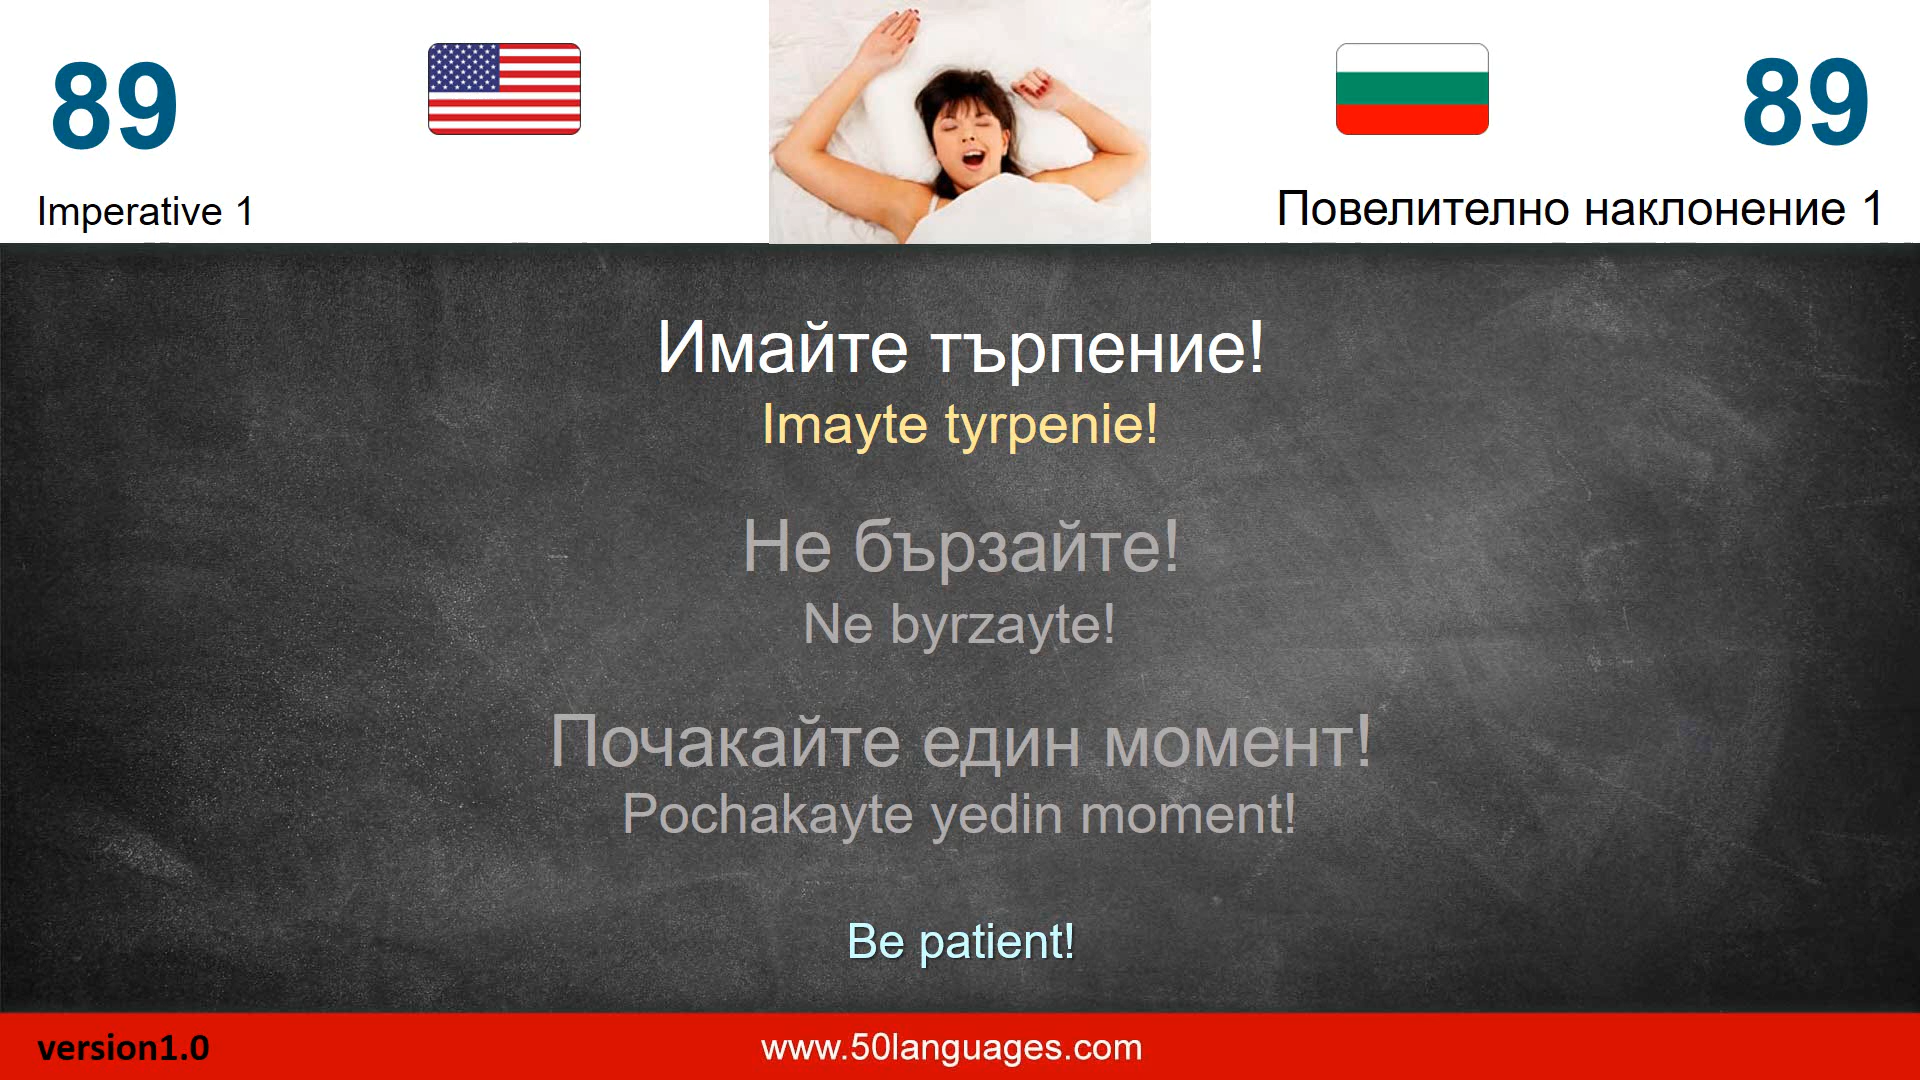 89
89
Imperative 1
Повелително наклонение 1
Имайте търпение!
Imayte tyrpenie!
Не бързайте!
Ne byrzayte!
Почакайте един момент!
Pochakayte yedin moment!
Be patient!
version1.0
www.50languages.com